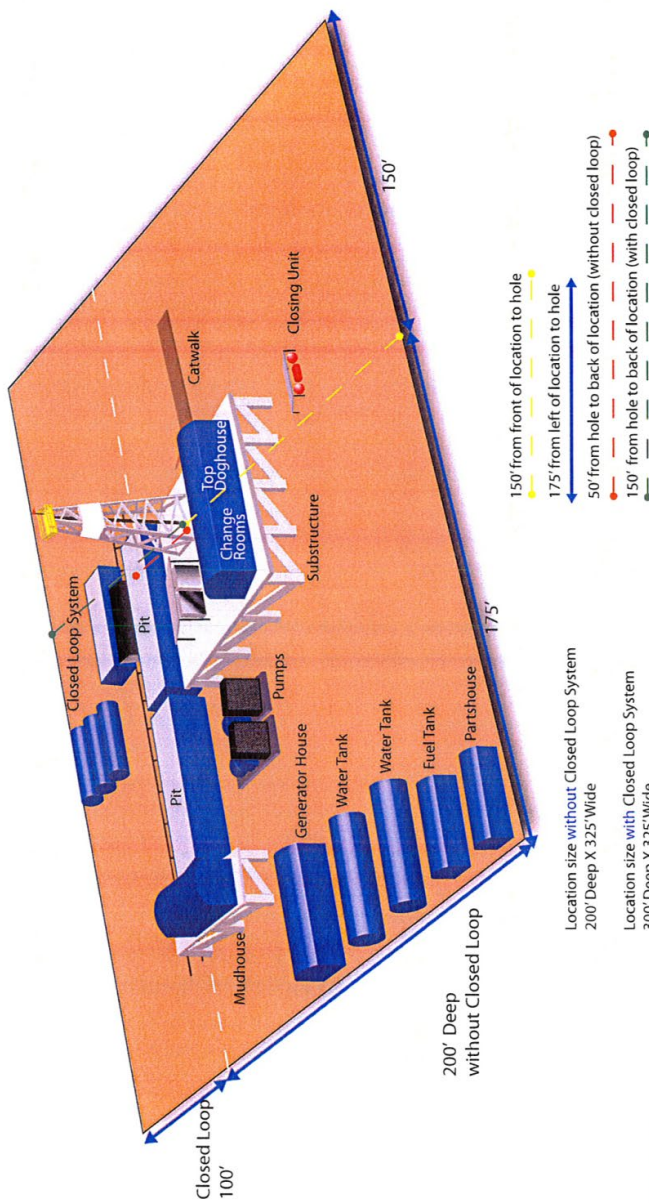 Closed Loop System
Pit
Pit
Catwalk
Top
Doghouse
Change
Rooms
Closing Unit
Substructure
Pumps
Mudhouse
Generator House
Water Tank
Water Tank
Fuel Tank
Partshouse
Closed Loop
100'
200' Deep
without Closed Loop
175'
150'
Location size without Closed Loop System
200' Deep X 325' Wide
Location size with Closed Loop System
300' Deep X 325' Wide
150' from front of location to hole
175' from left of location to hole
50' from hole to back of location (without closed loop)
150' from hole to back of location (with closed loop)